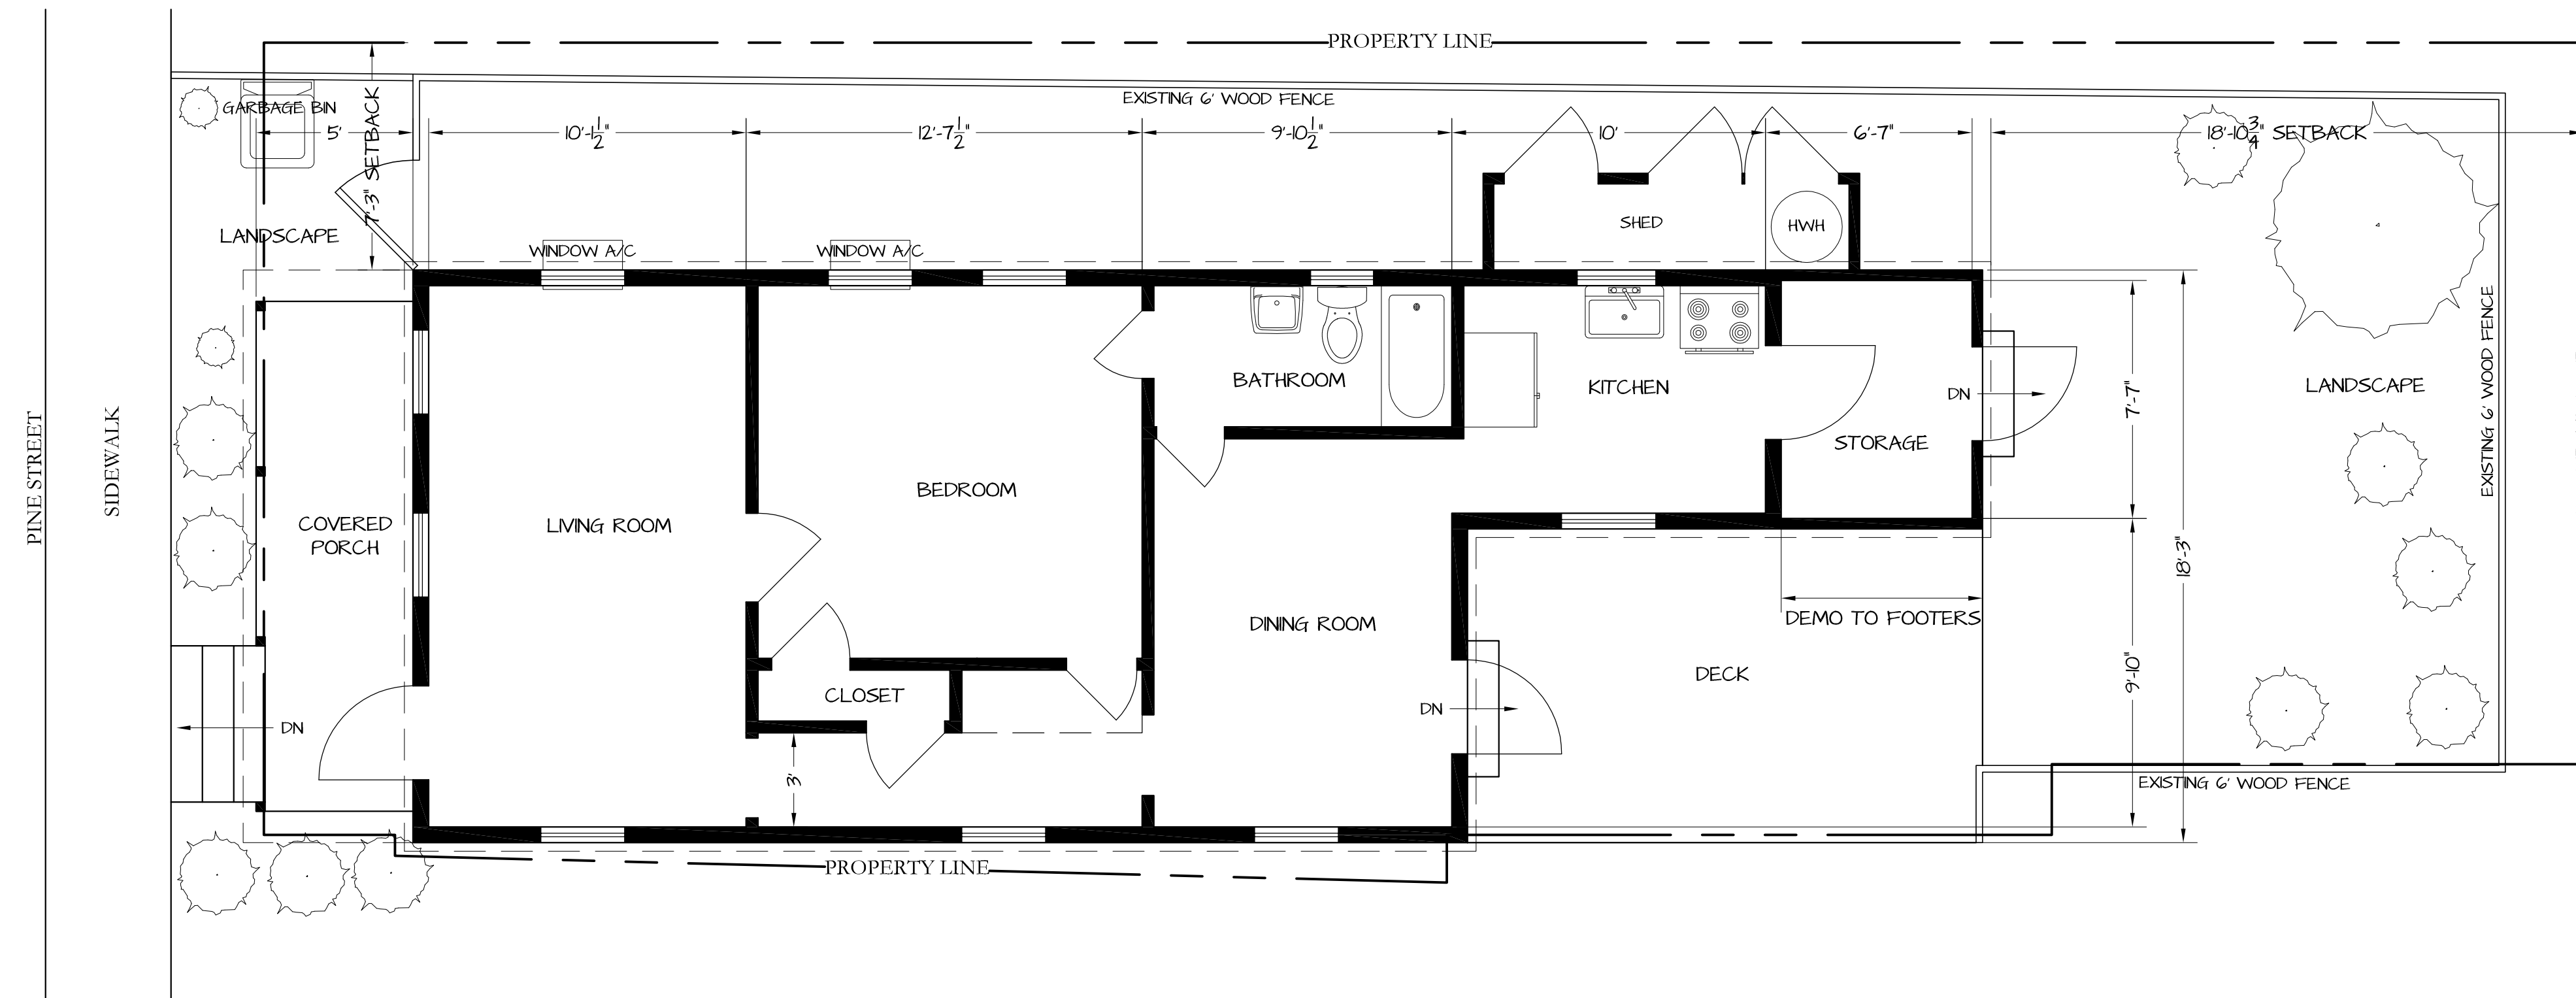 PROPERTY LINE
EXISTING 6' WOOD FENCE
GARBAGE BIN
5'
7'-3" SETBACK
10'-1 1/2"
12'-7 1/2"
9'-10 1/2"
10'
6'-7"
18'-10 3/4" SETBACK
LANDSCAPE
WINDOW A/C
WINDOW A/C
SHED
HWH
BATHROOM
KITCHEN
DN
STORAGE
7'-7"
LANDSCAPE
EXISTING 6' WOOD FENCE
PINE STREET
SIDEWALK
COVERED
PORCH
LIVING ROOM
BEDROOM
DINING ROOM
DEMO TO FOOTERS
18'-3"
9'-10"
DECK
CLOSET
DN
DN
3'
EXISTING 6' WOOD FENCE
PROPERTY LINE